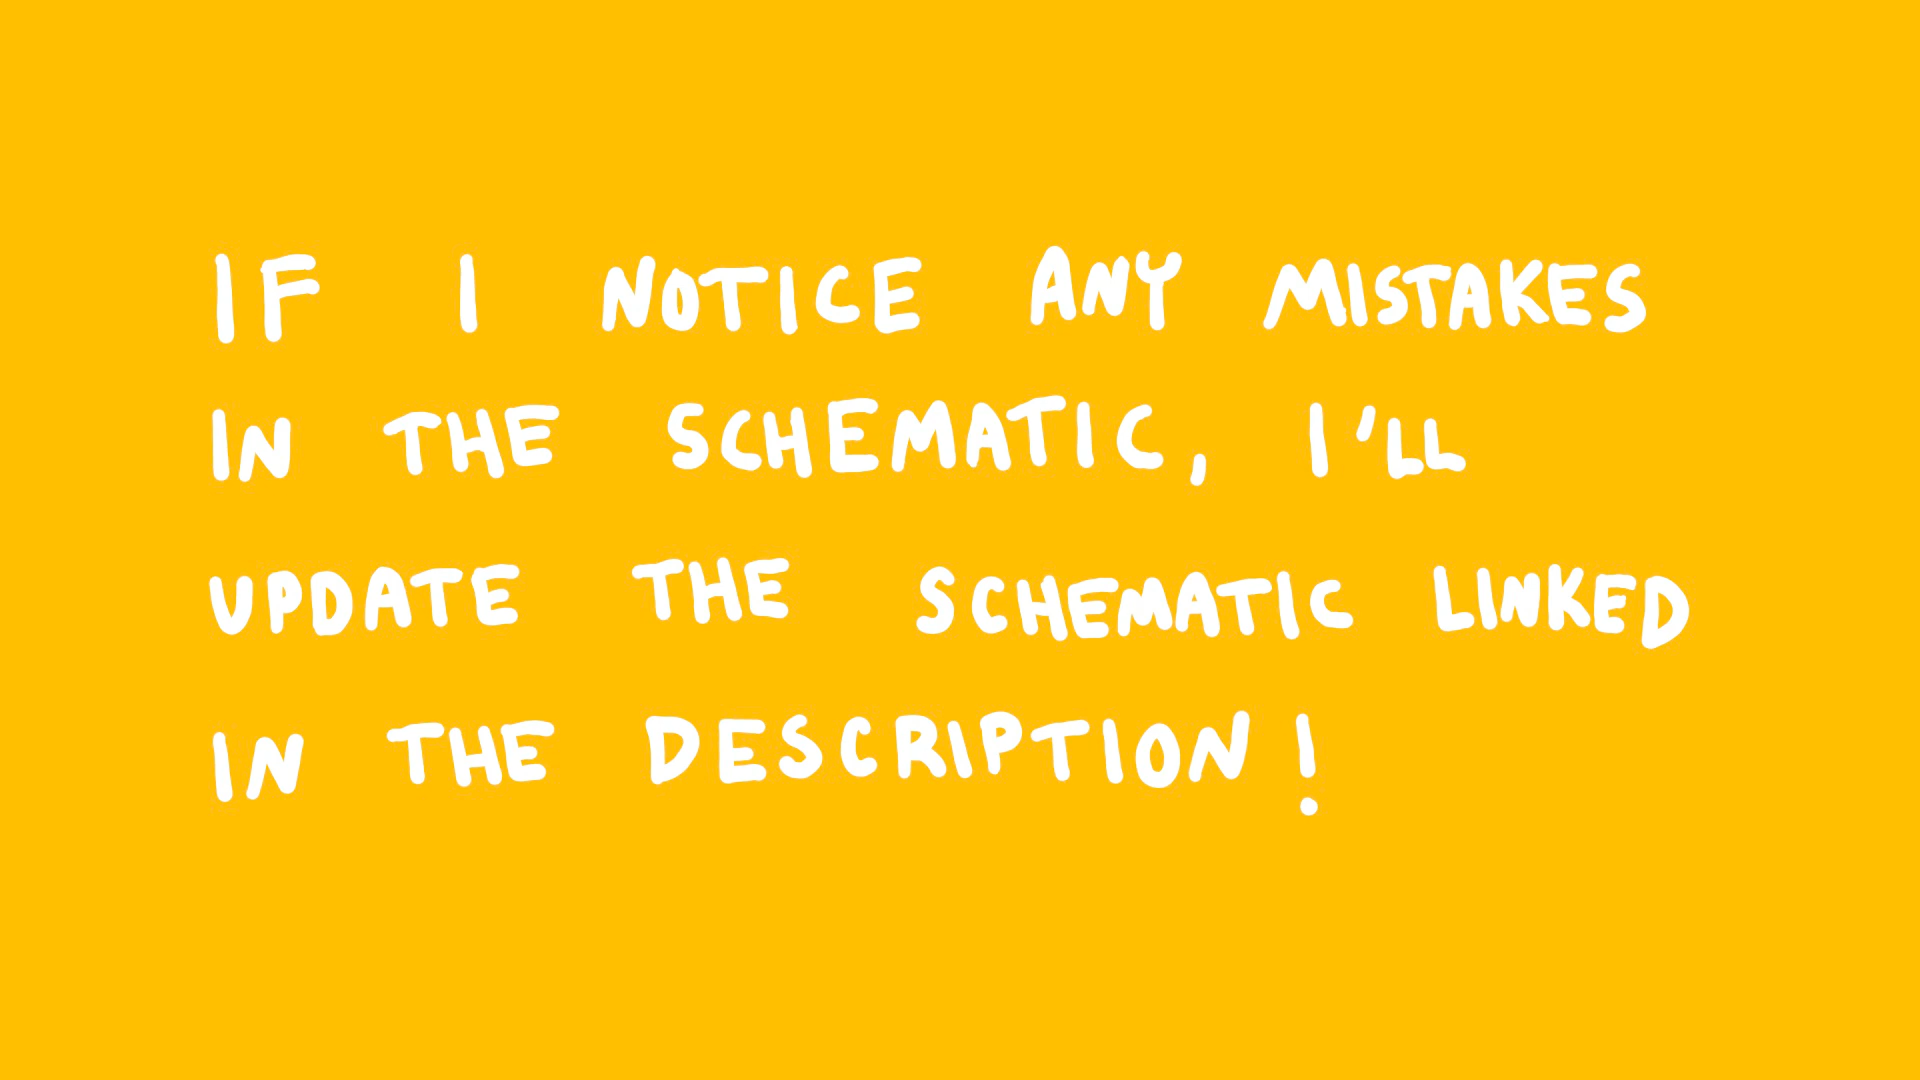 IF I NOTICE ANY MISTAKES
IN THE SCHEMATIC, I'LL
UPDATE THE SCHEMATIC LINKED
IN THE DESCRIPTION!